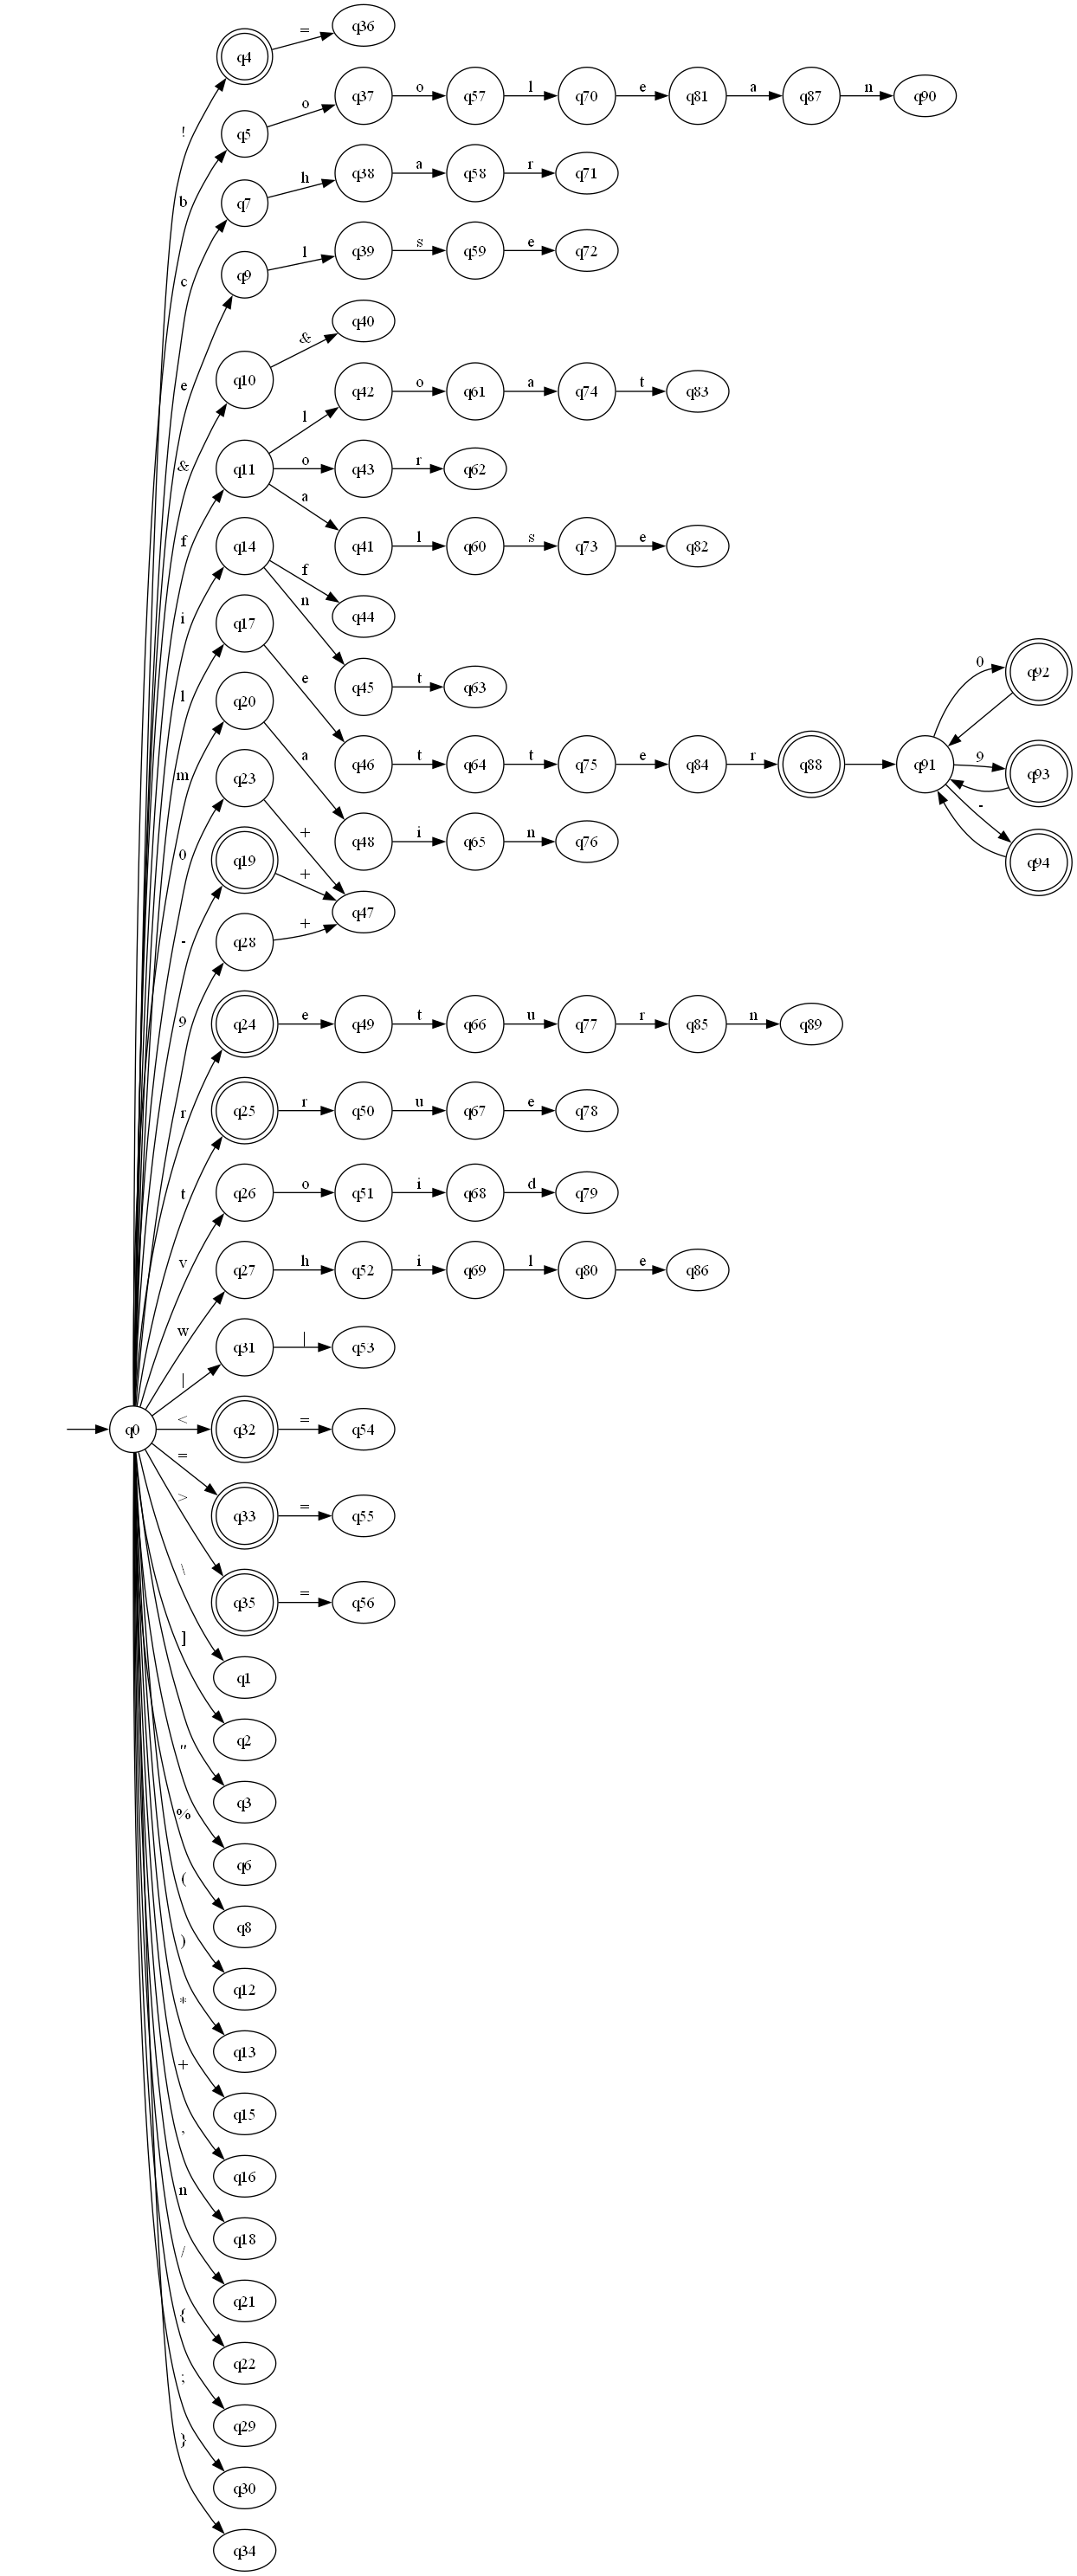 q4 = q36
! q5 o q37 o q57 l q70 e q81 a q87 n q90
b q7 h q38 a q58 r q71
c q9 l q39 s q59 e q72
e q10 & q40
& q11 l q42 o q61 a q74 t q83
o q43 r q62
f a q41 l q60 s q73 e q82
q14 f q44
i q17 n q45 t q63
l q20 e q46 t q64 t q75 e q84 r q88 q91 0 q92
9 q93
- q94
m q23 a q48 i q65 n q76
0 q19 + + q47
- q28 +
9 q24 e q49 t q66 u q77 r q85 n q89
r q25 r q50 u q67 e q78
t q26 o q51 i q68 d q79
v q27 h q52 i q69 l q80 e q86
w q31 | q53
|
q0 < q32 = q54
= q33 = q55
> q35 = q56
\ q1
] q2
q3
" q6
% q8
( q12
) q13
* q15
+ q16
, q18
n q21
/ q22
{ q29
; q30
} q34